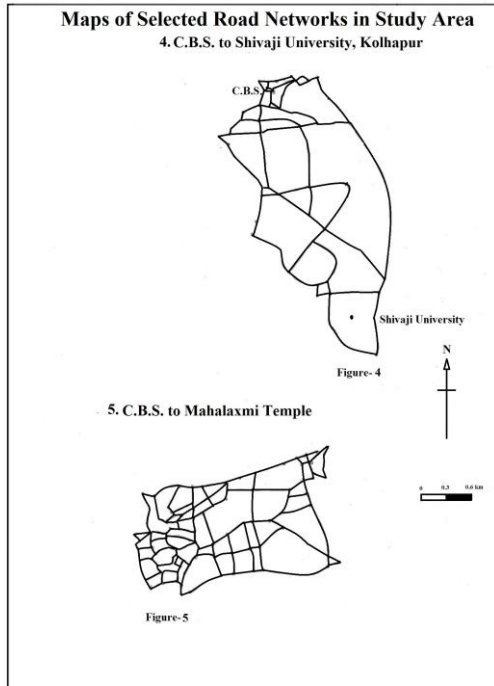 Maps of Selected Road Networks in Study Area
4. C.B.S. to Shivaji University, Kolhapur
C.B.S.
Shivaji University
Figure- 4
N
5. C.B.S. to Mahalaxmi Temple
0 0.3 0.6 km
Figure-5